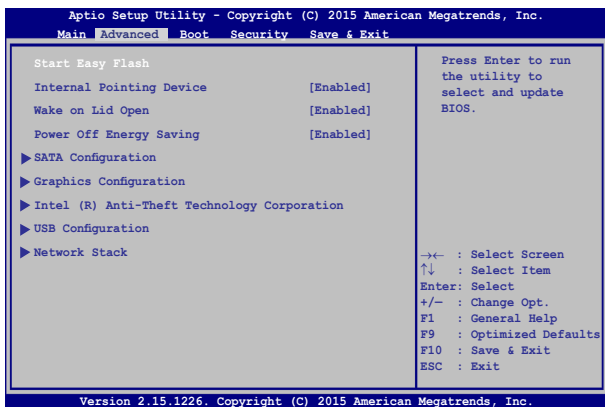 Aptio Setup Utility - Copyright (C) 2015 American Megatrends, Inc.
Main Advanced Boot Security Save & Exit
Start Easy Flash
Internal Pointing Device [Enabled]
Wake on Lid Open [Enabled]
Power Off Energy Saving [Enabled]
SATA Configuration
Graphics Configuration
Intel (R) Anti-Theft Technology Corporation
USB Configuration
Network Stack
Press Enter to run
the utility to
select and update
BIOS.
→← : Select Screen
↑↓ : Select Item
Enter: Select
+/— : Change Opt.
F1 : General Help
F9 : Optimized Defaults
F10 : Save & Exit
ESC : Exit
Version 2.15.1226. Copyright (C) 2015 American Megatrends, Inc.